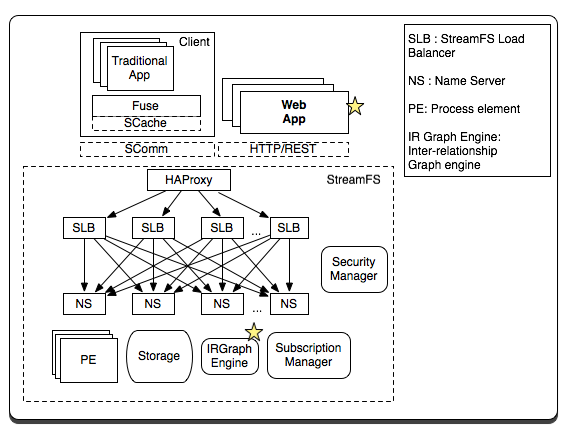 Client
Traditional
App
Fuse
SCache
Web
App
SComm
HTTP/REST
StreamFS
HAProxy
SLB
SLB
SLB
...
SLB
Security
Manager
NS
NS
NS
...
NS
PE
Storage
IRGraph
Engine
Subscription
Manager
SLB : StreamFS Load
Balancer
NS : Name Server
PE: Process element
IR Graph Engine:
Inter-relationship
Graph engine